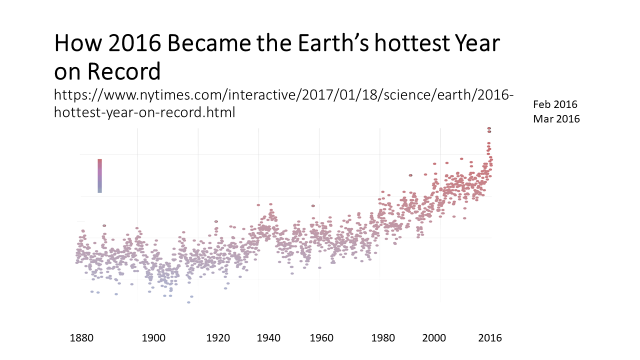 How 2016 Became the Earth’s hottest Year
on Record
https://www.nytimes.com/interactive/2017/01/18/science/earth/2016-
hottest-year-on-record.html
Feb 2016
Mar 2016
1880 1900 1920 1940 1960 1980 2000 2016